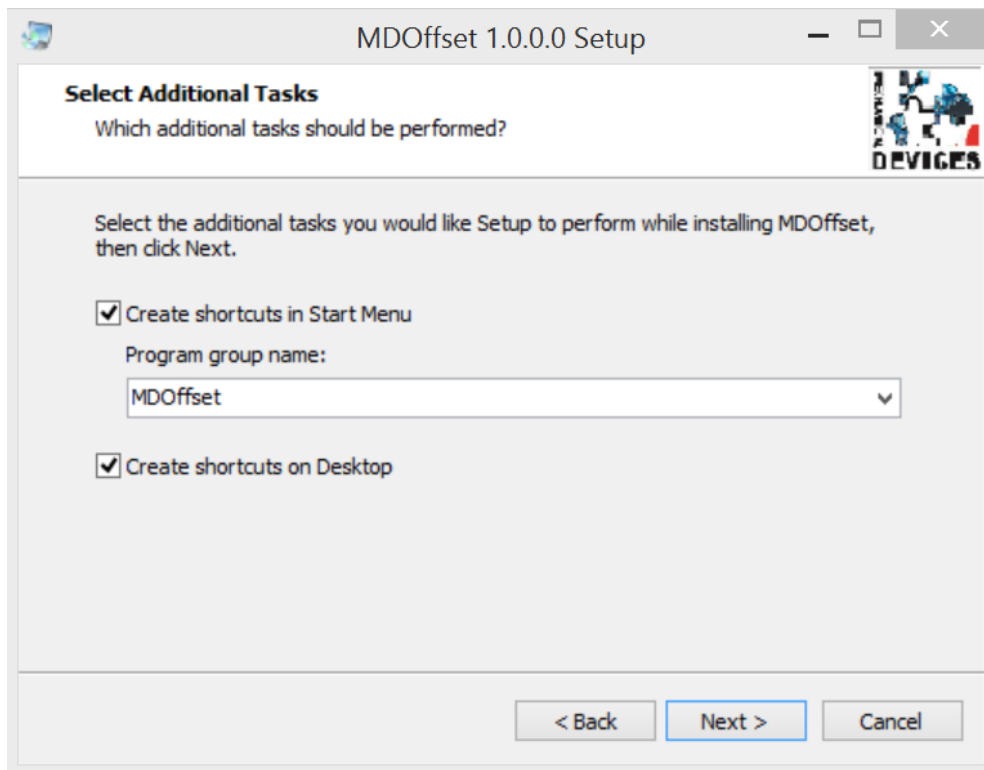 MDOffset 1.0.0.0 Setup
Select Additional Tasks
Which additional tasks should be performed?
DEVICES
Select the additional tasks you would like Setup to perform while installing MDOffset,
then click Next.
Create shortcuts in Start Menu
Program group name:
MDOffset
Create shortcuts on Desktop
< Back
Next >
Cancel